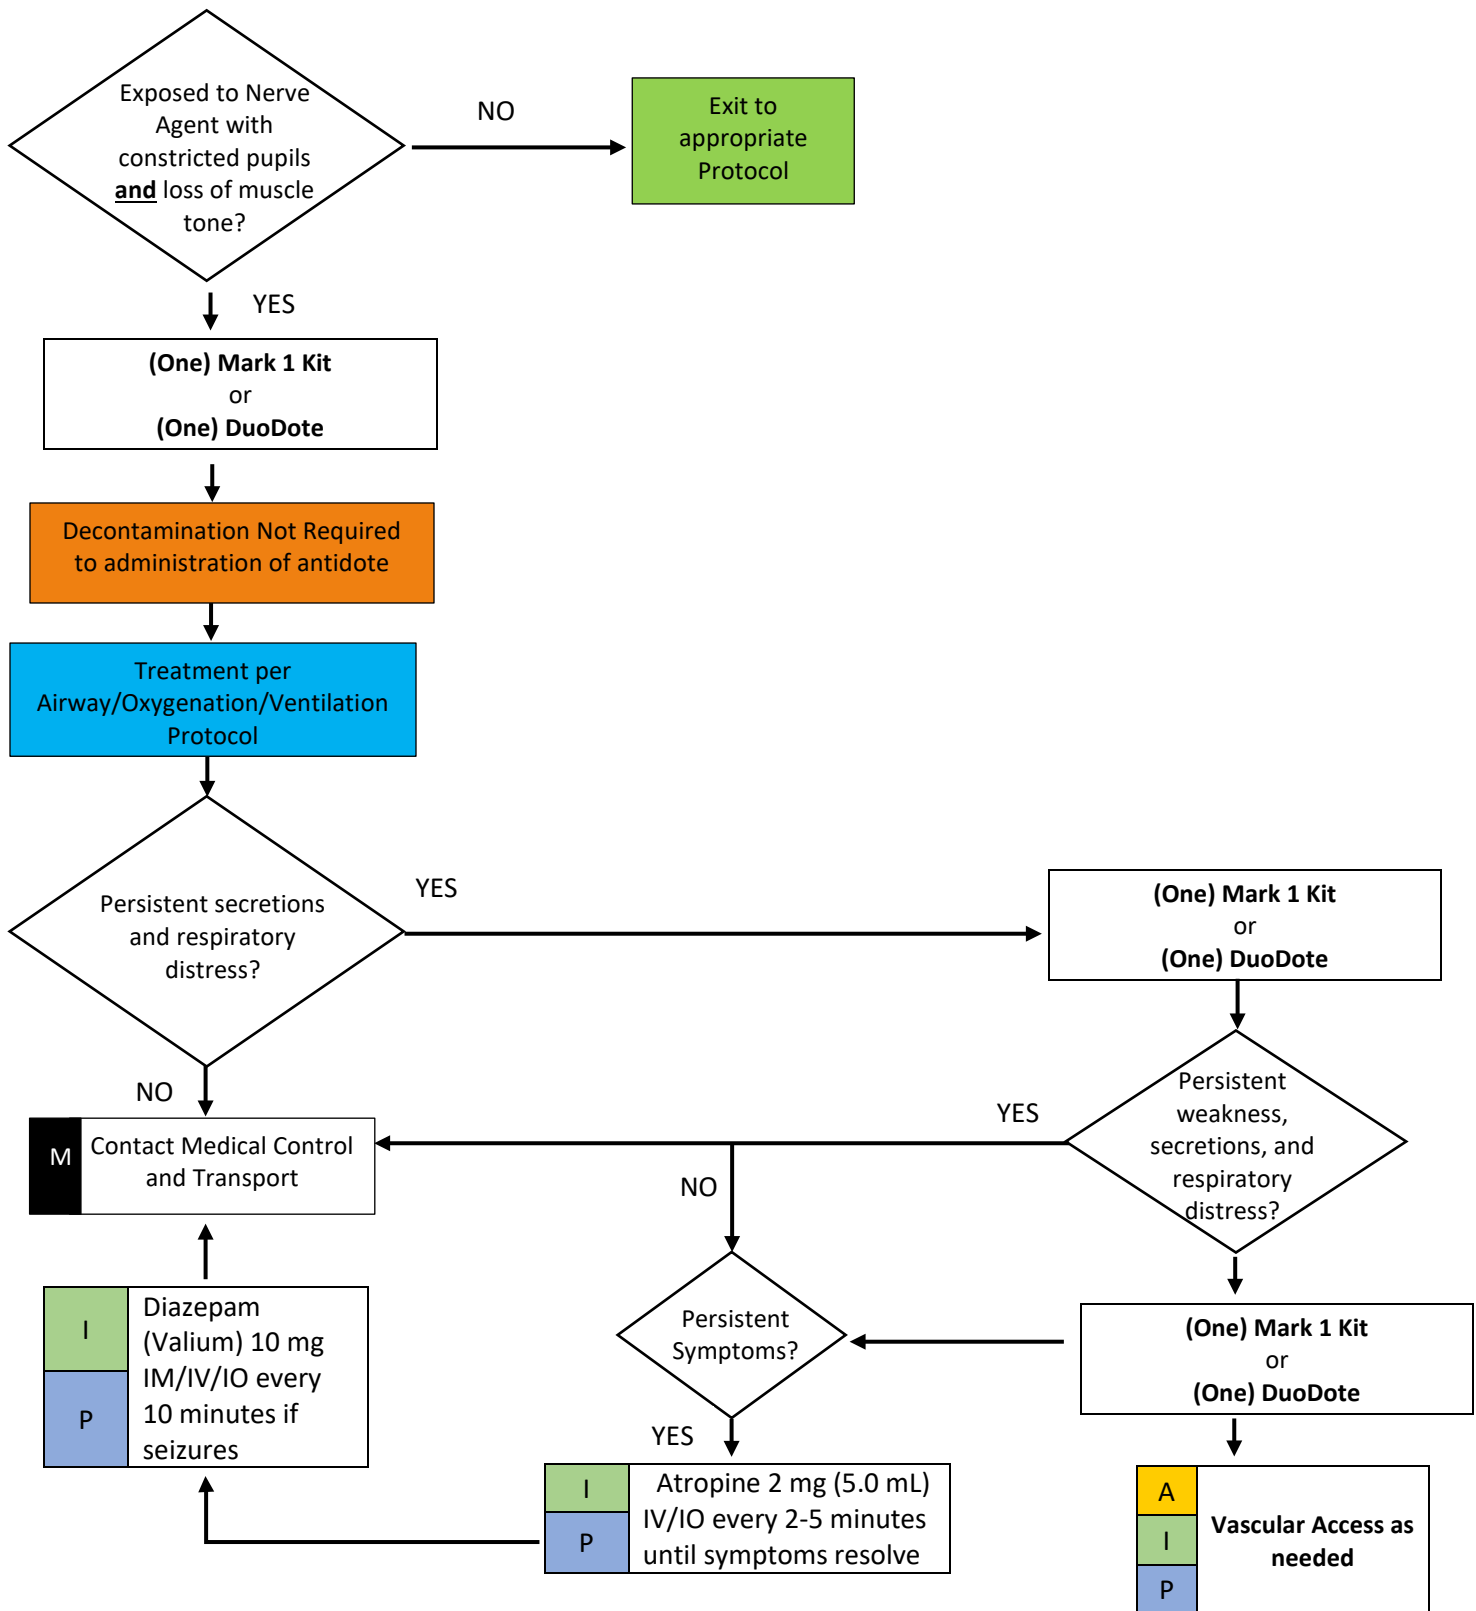 Exposed to Nerve
Agent with
constricted pupils
and loss of muscle
tone?
NO
Exit to
appropriate
Protocol
YES
(One) Mark 1 Kit
or
(One) DuoDote
Decontamination Not Required
to administration of antidote
Treatment per
Airway/Oxygenation/Ventilation
Protocol
Persistent secretions
and respiratory
distress?
YES
(One) Mark 1 Kit
or
(One) DuoDote
NO
Persistent
weakness,
secretions, and
respiratory
distress?
YES
M
Contact Medical Control
and Transport
NO
Persistent
Symptoms?
(One) Mark 1 Kit
or
(One) DuoDote
I
P
Diazepam
(Valium) 10 mg
IM/IV/IO every
10 minutes if
seizures
YES
I
P
Atropine 2 mg (5.0 mL)
IV/IO every 2-5 minutes
until symptoms resolve
A
I
P
Vascular Access as
needed